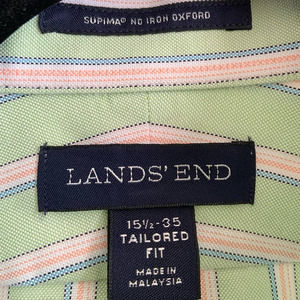 SUPIMA® NO IRON OXFORD
LANDS' END
15½-35
TAILORED
FIT
MADE IN
MALAYSIA